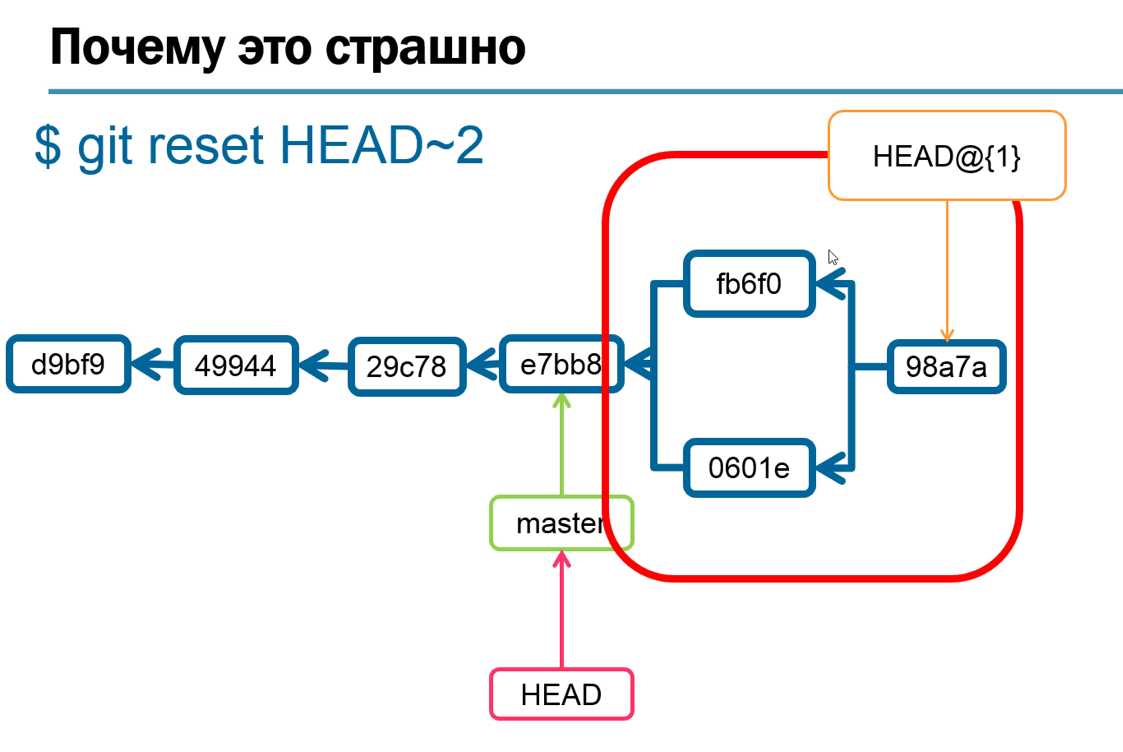 Почему это страшно
$ git reset HEAD~2
HEAD@{1}
fb6f0
d9bf9
49944
29c78
e7bb8
98a7a
0601e
master
HEAD